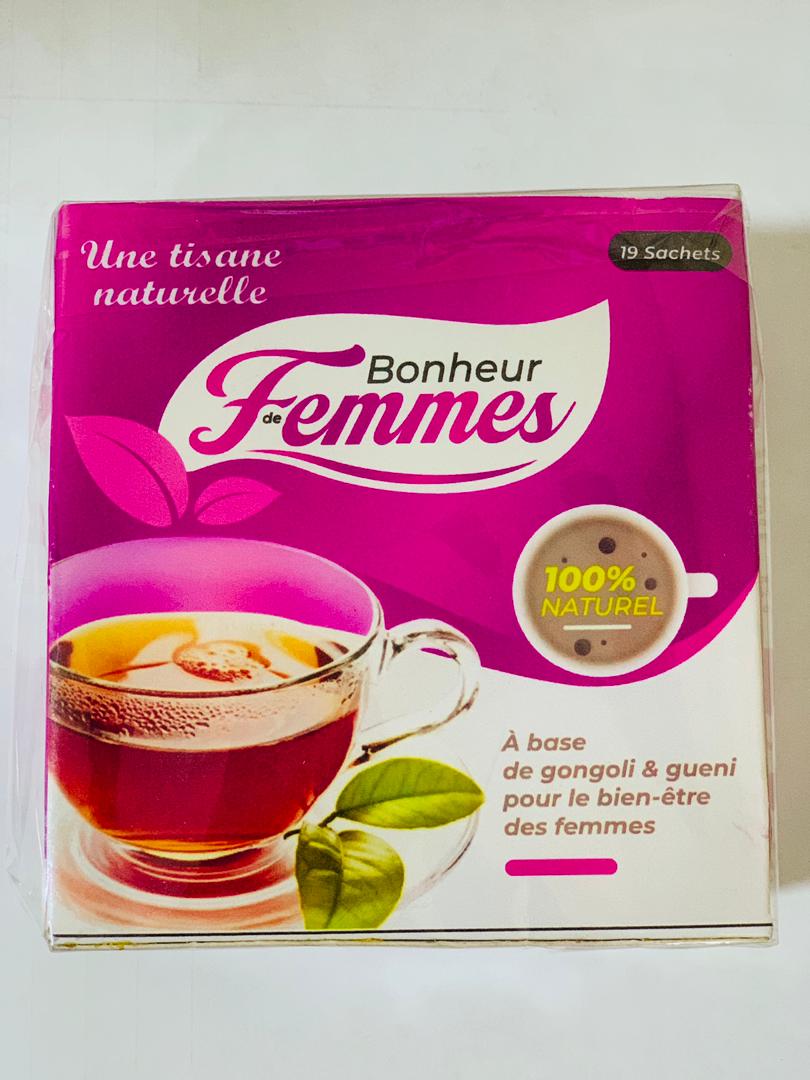 Une tisane
naturelle
19 Sachets
Bonheur
de Femmes
100%
NATUREL
À base
de gongoli & gueni
pour le bien-être
des femmes